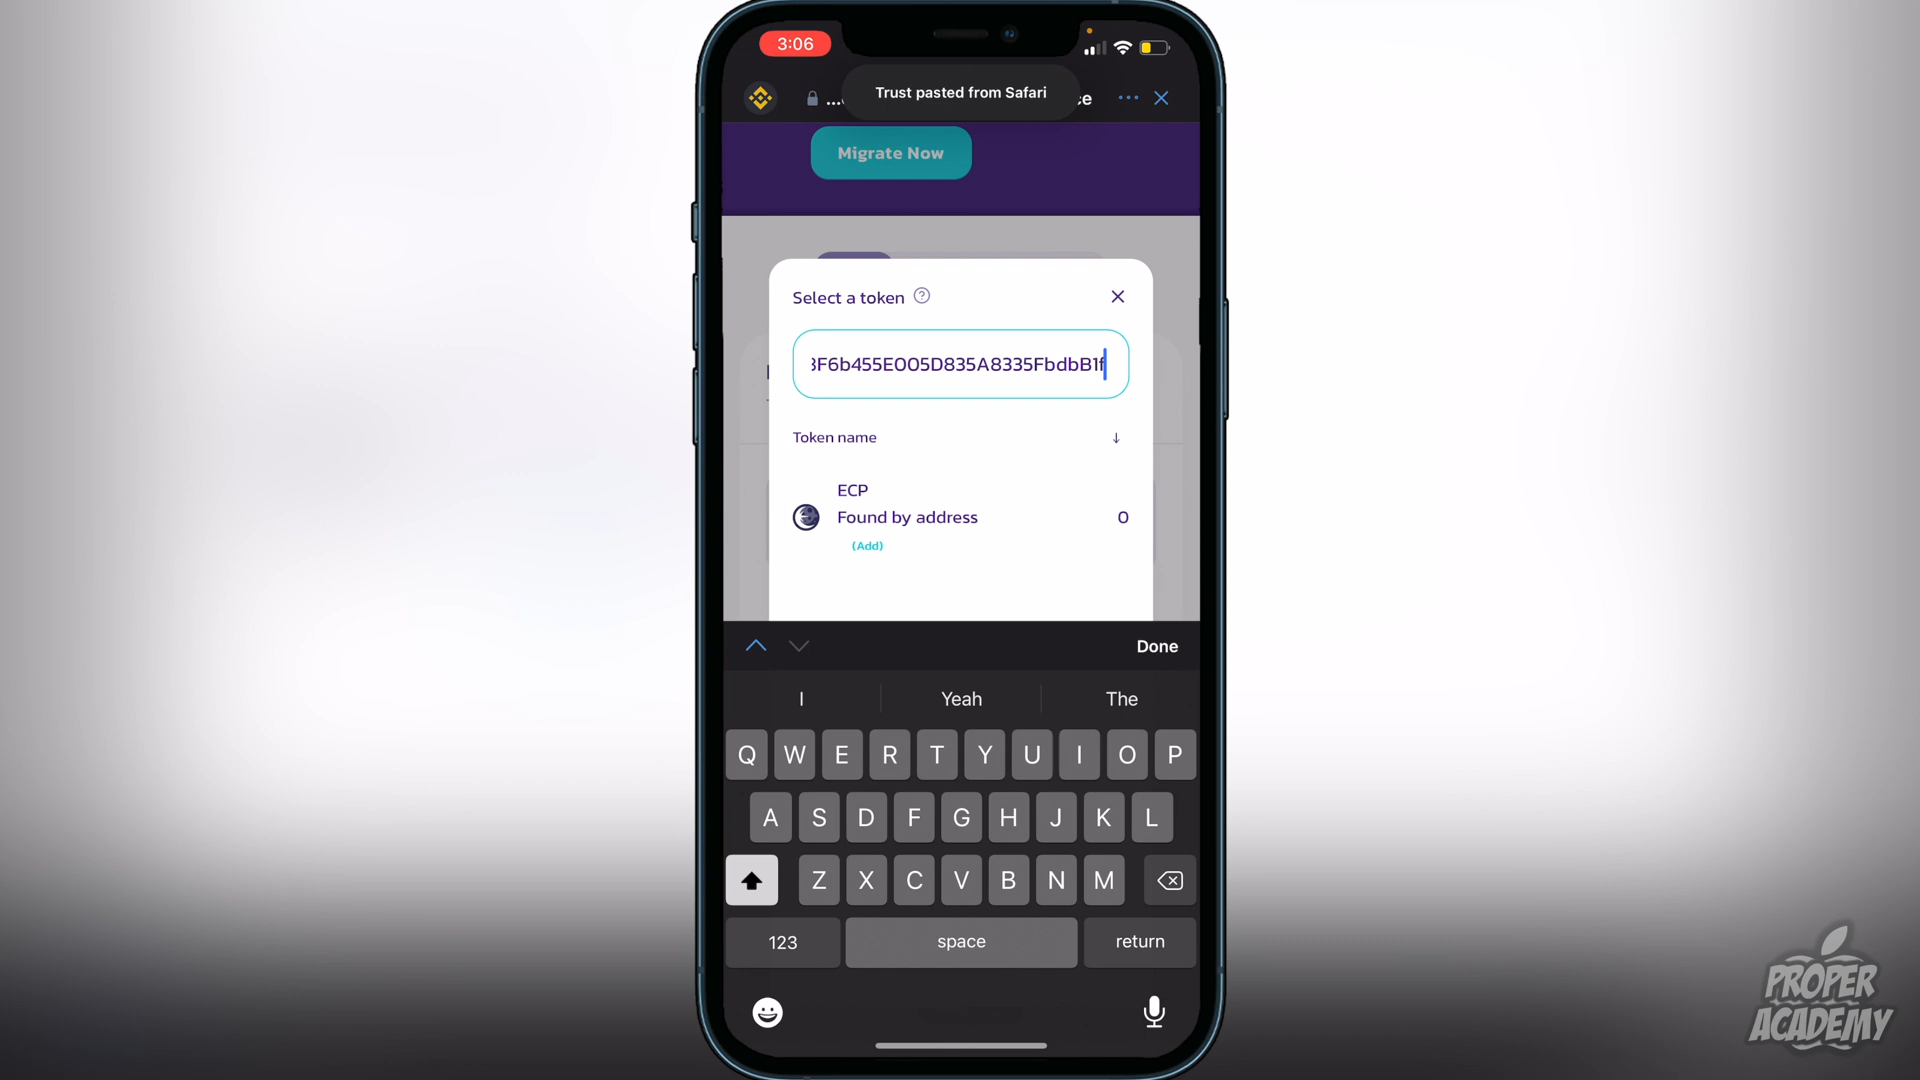 3:06
Trust pasted from Safari
Migrate Now
Select a token
3F6b455E005D835A8335FbdbB1f
Token name
ECP
Found by address
0
(Add)
Done
I Yeah The
Q W E R T Y U I O P
A S D F G H J K L
Z X C V B N M
123 space return
PROPER
ACADEMY